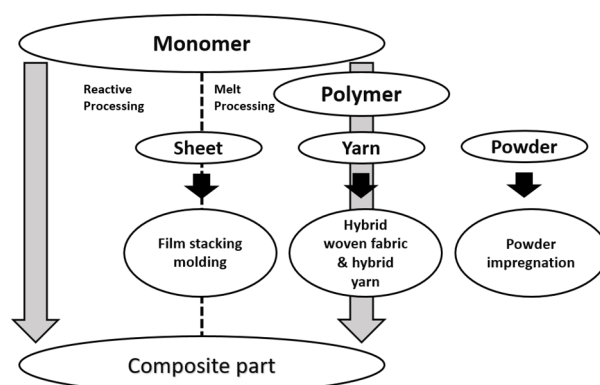 Monomer
Reactive
Processing
Melt
Processing
Polymer
Sheet
Yarn
Powder
Film stacking
molding
Hybrid
woven fabric
& hybrid
yarn
Powder
impregnation
Composite part